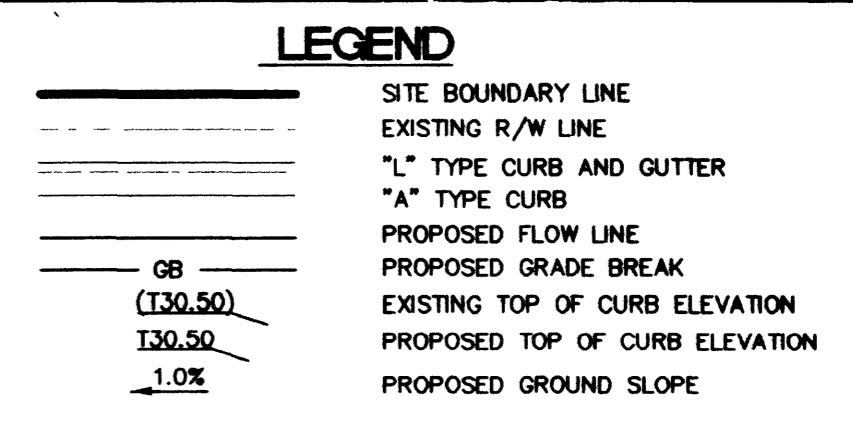 LEGEND
SITE BOUNDARY LINE
EXISTING R/W LINE
"L" TYPE CURB AND GUTTER
"A" TYPE CURB
PROPOSED FLOW LINE
GB PROPOSED GRADE BREAK
(T30.50) EXISTING TOP OF CURB ELEVATION
T30.50 PROPOSED TOP OF CURB ELEVATION
1.0% PROPOSED GROUND SLOPE